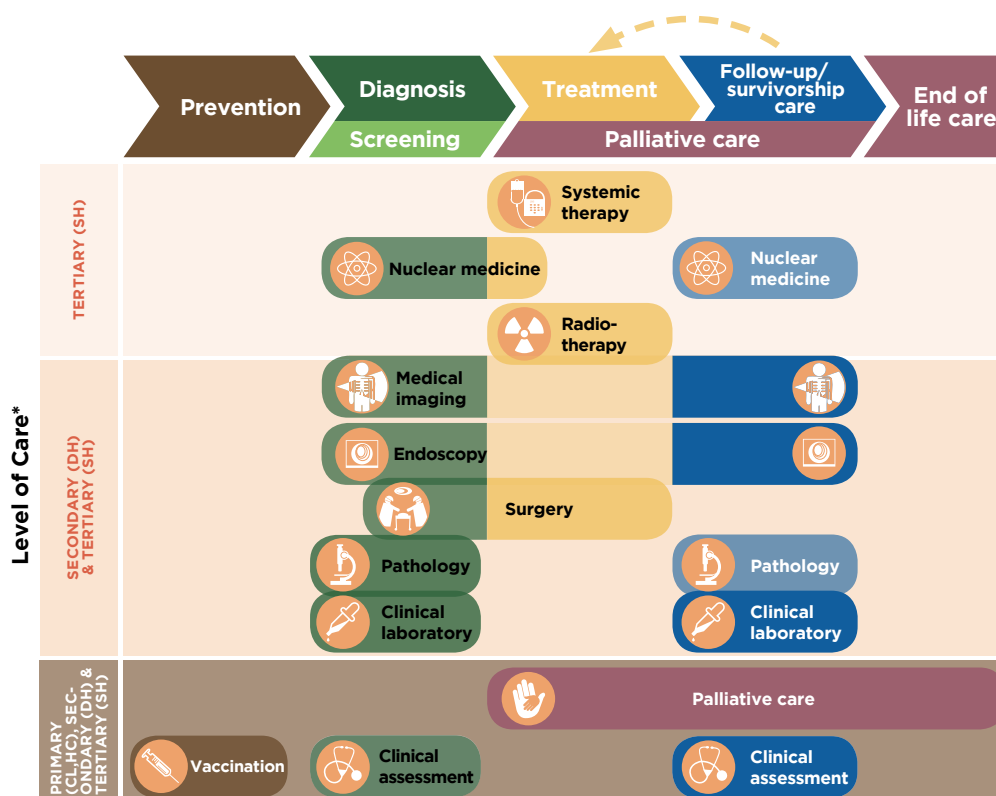 Prevention
Diagnosis
Screening
Treatment
Follow-up/
survivorship
care
Palliative care
End of
life care
Level of Care*
TERTIARY (SH)
Systemic
therapy
Nuclear medicine
Nuclear
medicine
Radio-
therapy
SECONDARY (DH)
& TERTIARY (SH)
Medical
imaging
Endoscopy
Surgery
Pathology
Pathology
Clinical
laboratory
Clinical
laboratory
PRIMARY
(CL,HC), SEC-
ONDARY (DH) &
TERTIARY (SH)
Palliative care
Vaccination
Clinical
assessment
Clinical
assessment